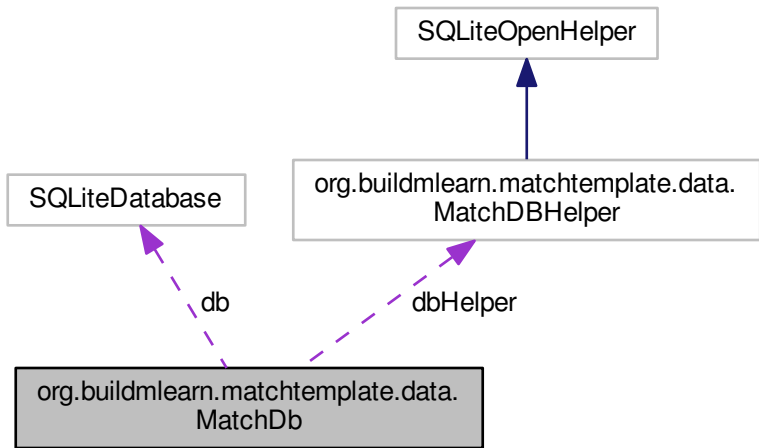 SQLiteOpenHelper
org.buildmlearn.matchtemplate.data.
MatchDBHelper
SQLiteDatabase
db
dbHelper
org.buildmlearn.matchtemplate.data.
MatchDb